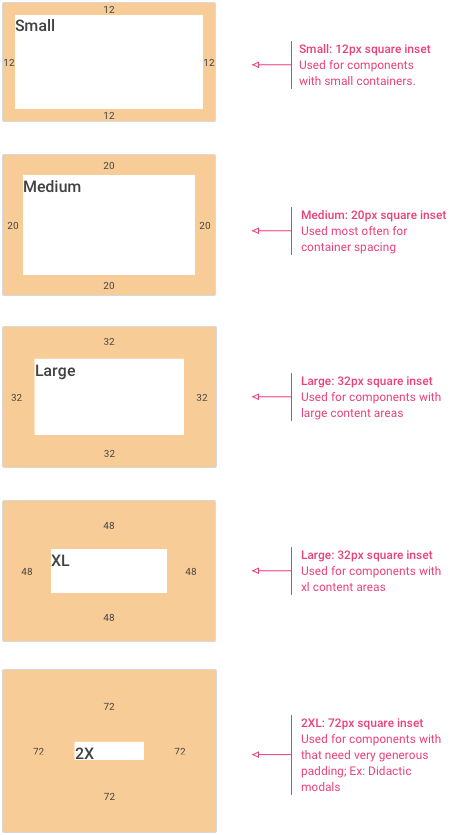 12
Small
12
12
12
Small: 12px square inset
Used for components
with small containers.
20
Medium
20
20
20
Medium: 20px square inset
Used most often for
container spacing
32
Large
32
32
32
Large: 32px square inset
Used for components with
large content areas
48
XL
48
48
48
Large: 32px square inset
Used for components with
xl content areas
72
72
2X
72
72
2XL: 72px square inset
Used for components with
that need very generous
padding; Ex: Didactic
modals